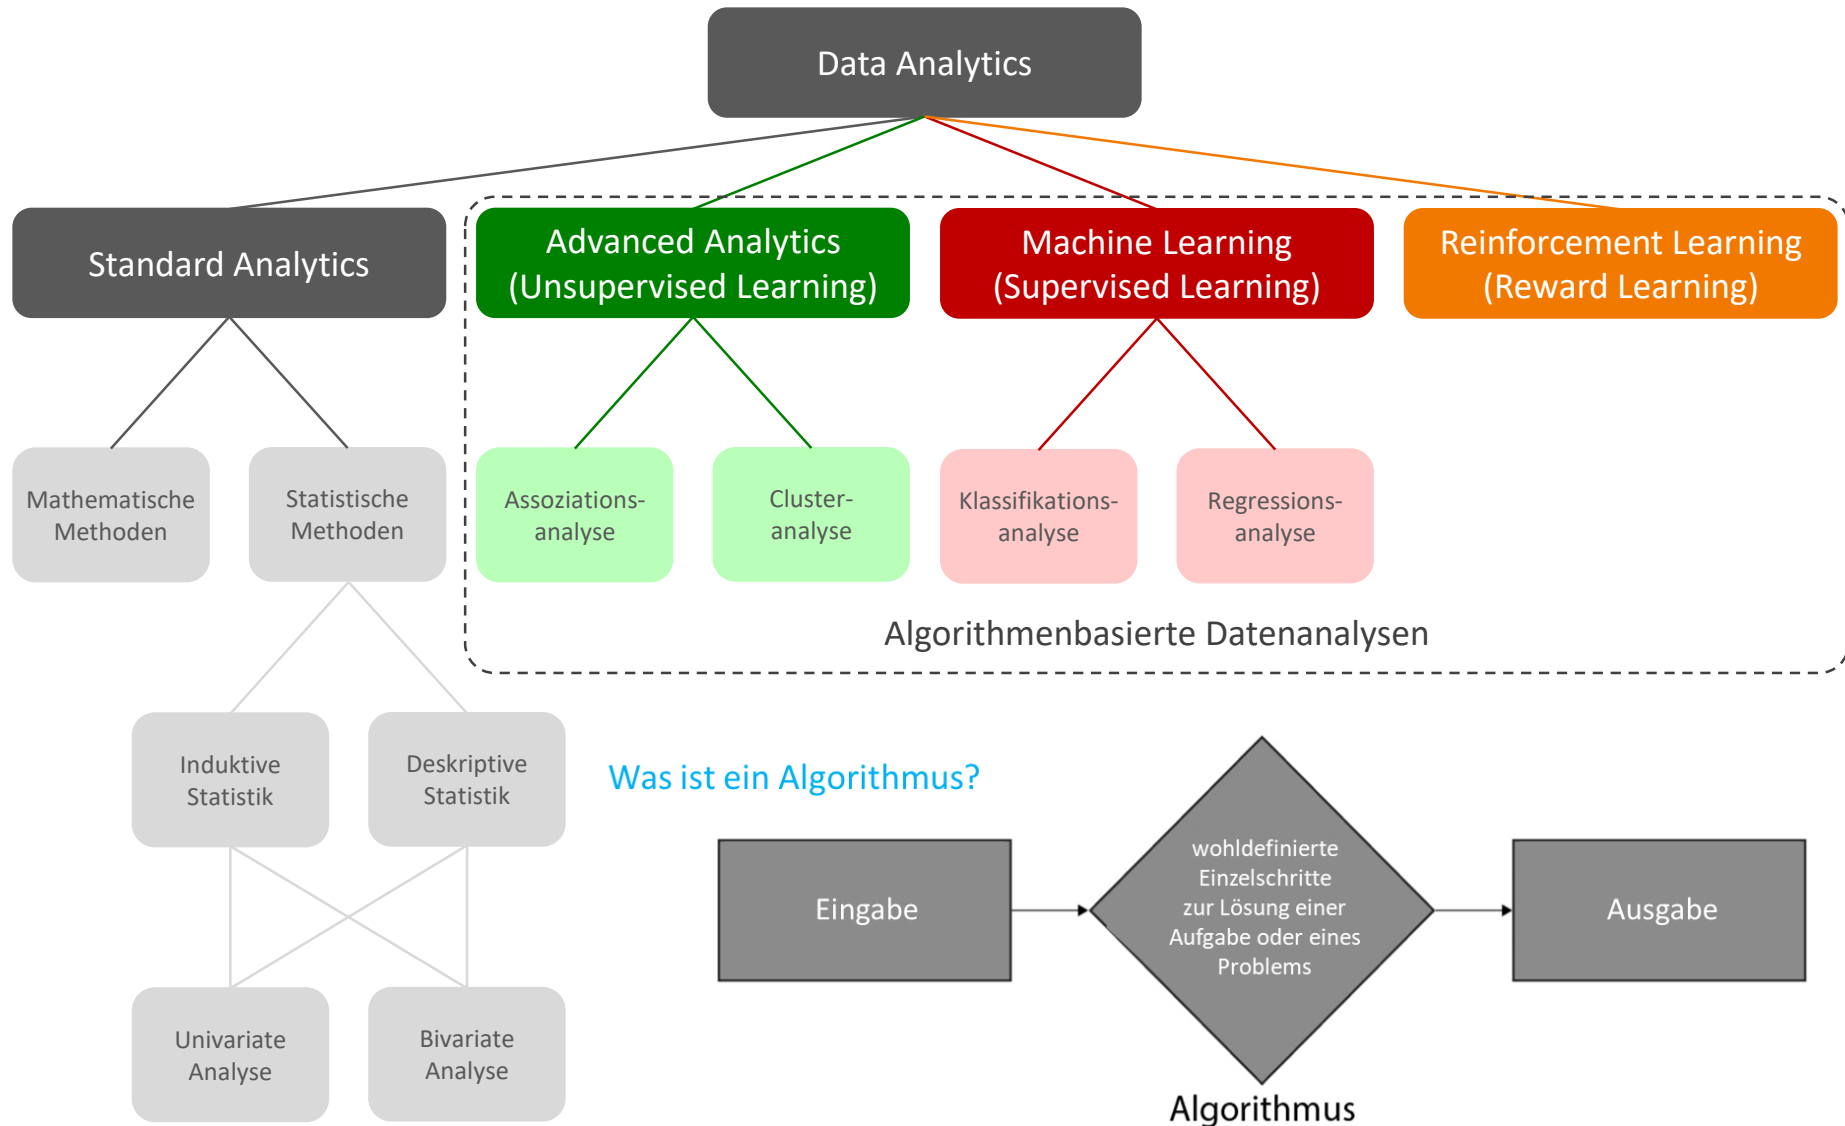 Data Analytics
Standard Analytics
Advanced Analytics
(Unsupervised Learning)
Machine Learning
(Supervised Learning)
Reinforcement Learning
(Reward Learning)
Mathematische
Methoden
Statistische
Methoden
Assoziations-
analyse
Cluster-
analyse
Klassifikations-
analyse
Regressions-
analyse
Algorithmenbasierte Datenanalysen
Induktive
Statistik
Deskriptive
Statistik
Univariate
Analyse
Bivariate
Analyse
Was ist ein Algorithmus?
Eingabe
wohldefinierte
Einzelschritte
zur Lösung einer
Aufgabe oder eines
Problems
Ausgabe
Algorithmus